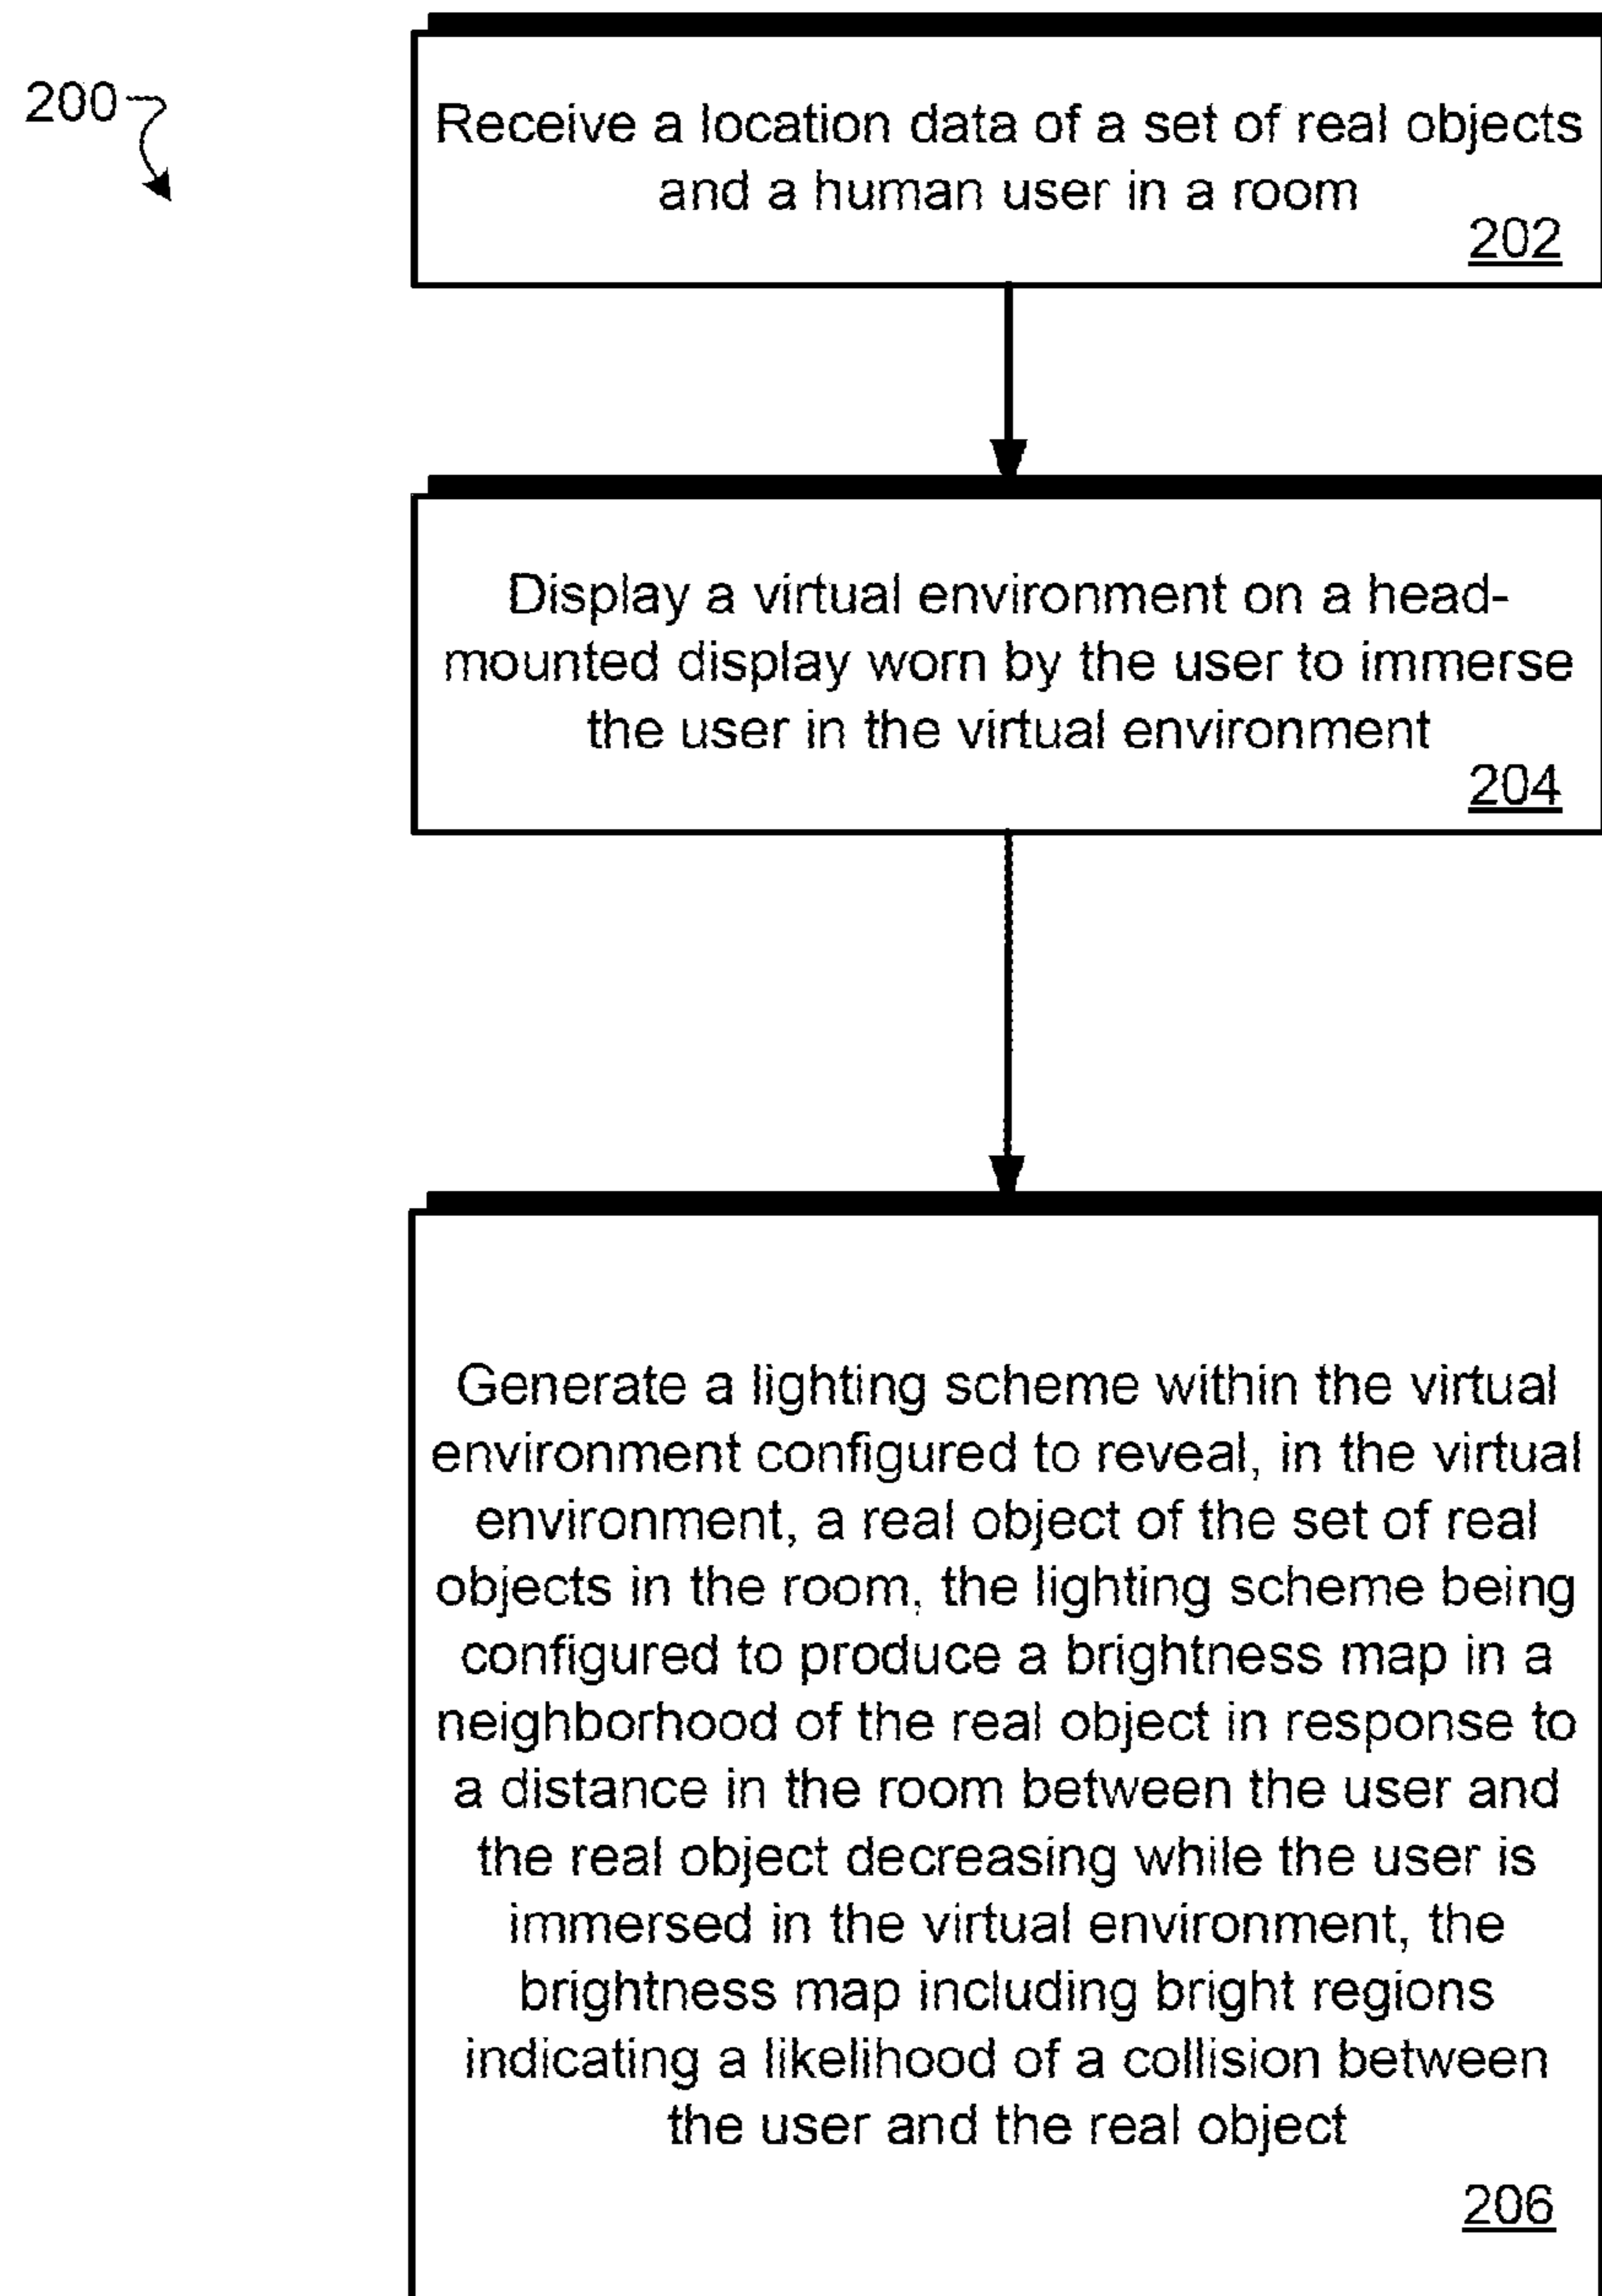 200
Receive a location data of a set of real objects
and a human user in a room
202
Display a virtual environment on a head-
mounted display worn by the user to immerse
the user in the virtual environment
204
Generate a lighting scheme within the virtual
environment configured to reveal, in the virtual
environment, a real object of the set of real
objects in the room, the lighting scheme being
configured to produce a brightness map in a
neighborhood of the real object in response to
a distance in the room between the user and
the real object decreasing while the user is
immersed in the virtual environment, the
brightness map including bright regions
indicating a likelihood of a collision between
the user and the real object
206